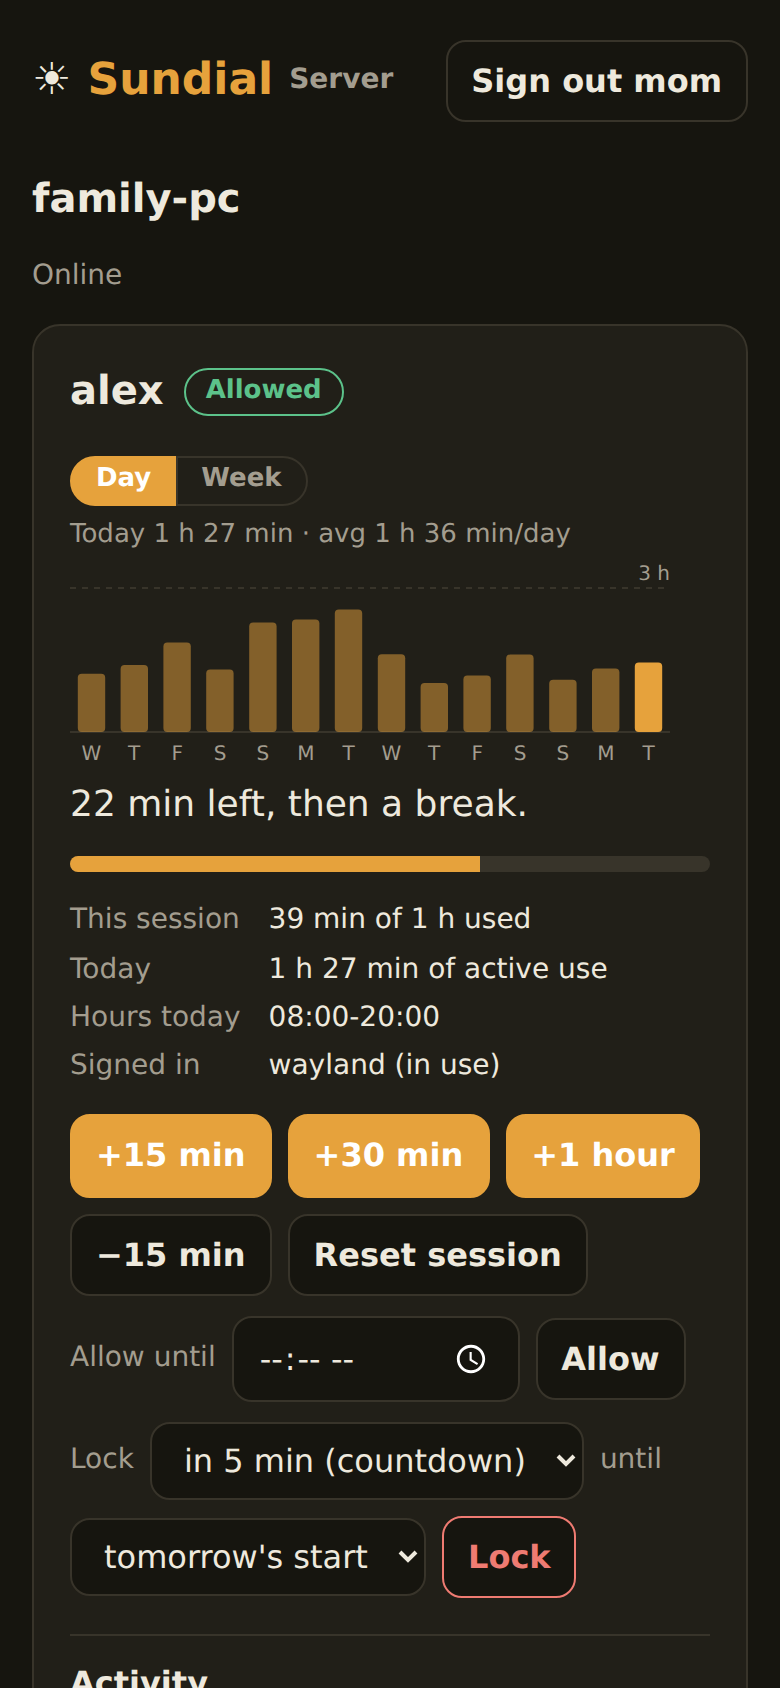 ☀ Sundial Server Sign out mom
family-pc
Online
alex Allowed
Day Week
Today 1 h 27 min · avg 1 h 36 min/day
3 h
W T F S S M T W T F S S M T
22 min left, then a break.
This session 39 min of 1 h used
Today 1 h 27 min of active use
Hours today 08:00-20:00
Signed in wayland (in use)
+15 min +30 min +1 hour
−15 min Reset session
Allow until --:-- -- Allow
Lock in 5 min (countdown) until
tomorrow's start Lock
Activity